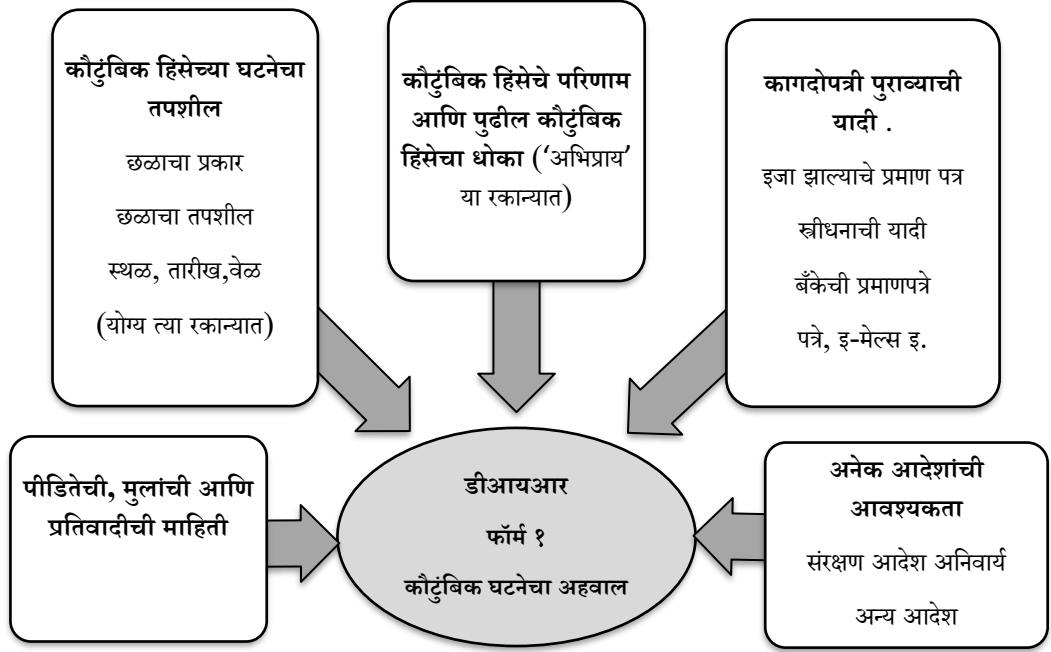 कौटुंबिक हिंसेच्या घटनेचा
तपशील
छळाचा प्रकार
छळाचा तपशील
स्थळ, तारीख,वेळ
(योग्य त्या रकान्यात)
कौटुंबिक हिंसेचे परिणाम
आणि पुढील कौटुंबिक
हिंसेचा धोका (‘अभिप्राय’
या रकान्यात)
कागदोपत्री पुराव्याची
यादी .
इजा झाल्याचे प्रमाण पत्र
स्त्रीधनाची यादी
बँकेची प्रमाणपत्रे
पत्रे, इ-मेल्स इ.
पीडितेची, मुलांची आणि
प्रतिवादीची माहिती
डीआयआर
फॉर्म १
कौटुंबिक घटनेचा अहवाल
अनेक आदेशांची
आवश्यकता
संरक्षण आदेश अनिवार्य
अन्य आदेश